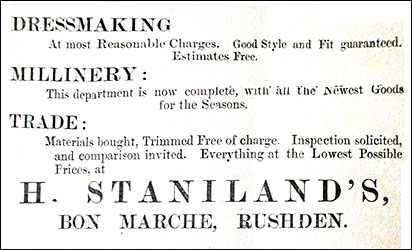 DRESSMAKING
At most Reasonable Charges. Good Style and Fit guaranteed.
Estimates Free.
MILLINERY:
This department is now complete, with all the Newest Goods
for the Seasons.
TRADE:
Materials bought, Trimmed Free of charge. Inspection solicited,
and comparison invited. Everything at the Lowest Possible
Prices, at
H. STANILAND'S,
BON MARCHE, RUSHDEN.